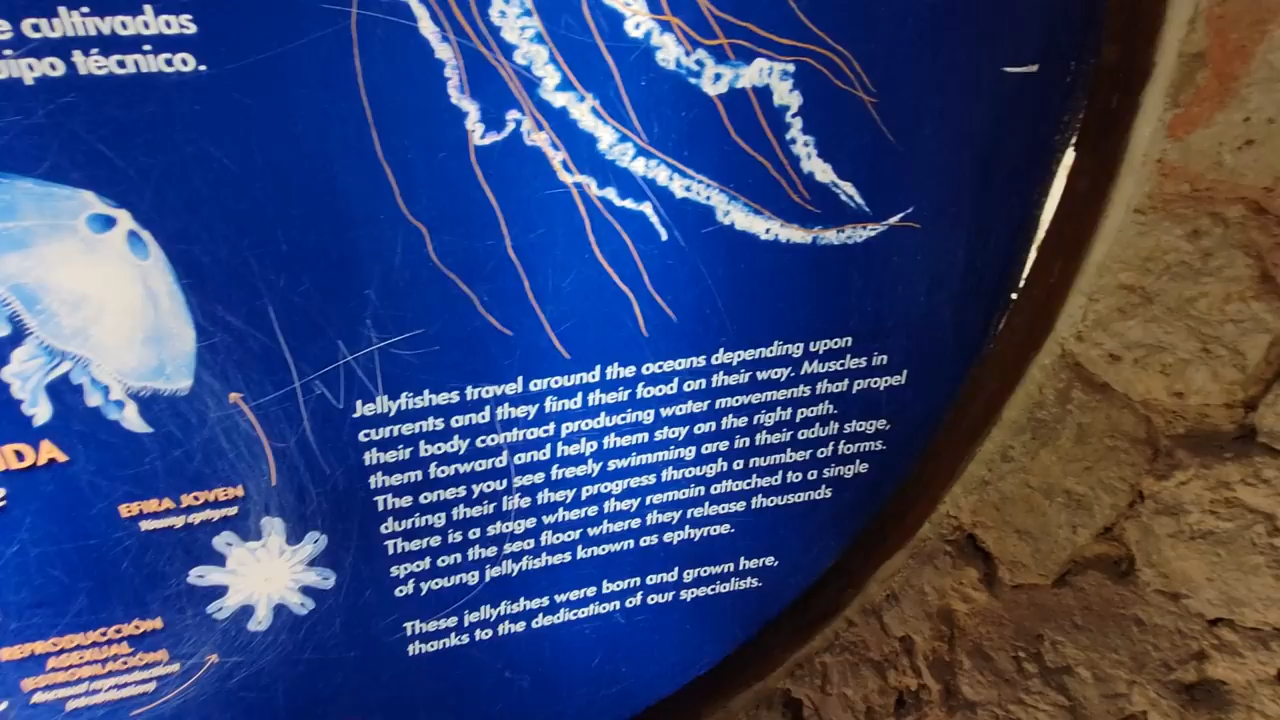 e cultivadas
ipo técnico.
Jellyfishes travel around the oceans depending upon
currents and they find their food on their way. Muscles in
their body contract producing water movements that propel
them forward and help them stay on the right path.
The ones you see freely swimming are in their adult stage,
during their life they progress through a number of forms.
There is a stage where they remain attached to a single
spot on the sea floor where they release thousands
of young jellyfishes known as ephyrae.
These jellyfishes were born and grown here,
thanks to the dedication of our specialists.
DA
EFIRA JOVEN
Young ephyra
REPRODUCCIÓN
ASEXUAL
(ESTROBILACIÓN)
Asexual reproduction
(strobilation)